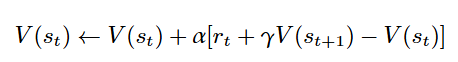 V(s_t) ← V(s_t) + α[r_t + γV(s_{t+1}) − V(s_t)]